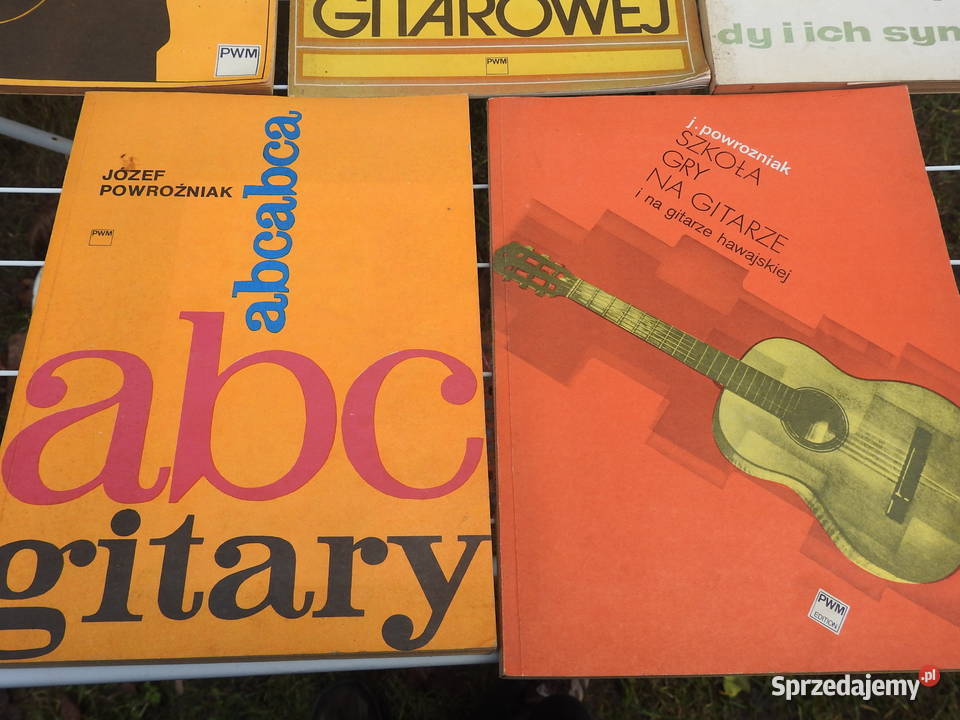 PWM
GITAROWEJ
PWM
dy i ich sym
JÓZEF
POWROŹNIAK
PWM
abcabca
abc
gitary
j. powroźniak
SZKOŁA
GRY
NA GITARZE
i na gitarze hawajskiej
PWM
EDITION
Sprzedajemy.pl